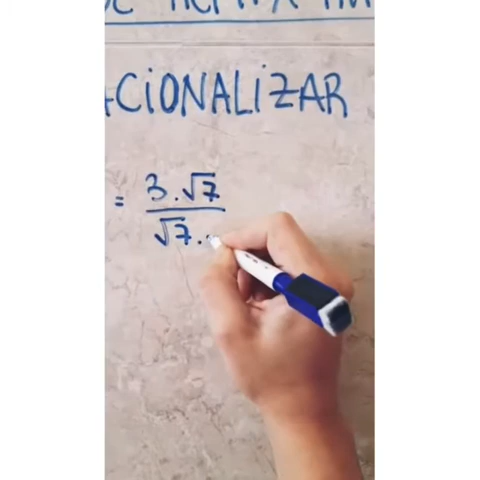 ACIONALIZAR
= 3.√7
√7.